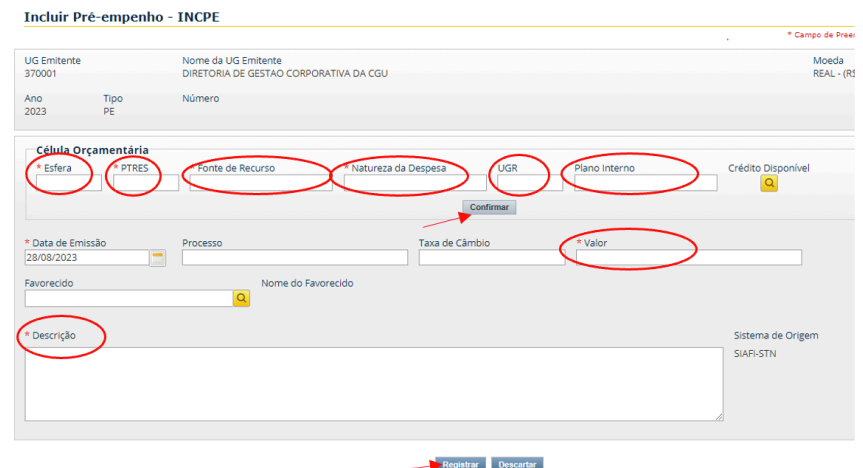 Incluir Pré-empenho - INCPE
* Campo de
UG Emitente Nome da UG Emitente Moeda
370001 DIRETORIA DE GESTAO CORPORATIVA DA CGU REAL - (R$
Ano Tipo Número
2023 PE
Célula Orçamentária
* Esfera * PTRES * Fonte de Recurso * Natureza da Despesa UGR Plano Interno Crédito Disponível
Confirmar
* Data de Emissão Processo Taxa de Câmbio * Valor
28/08/2023
Favorecido Nome do Favorecido
* Descrição Sistema de Origem
SIAFI-STN
Registrar Descartar